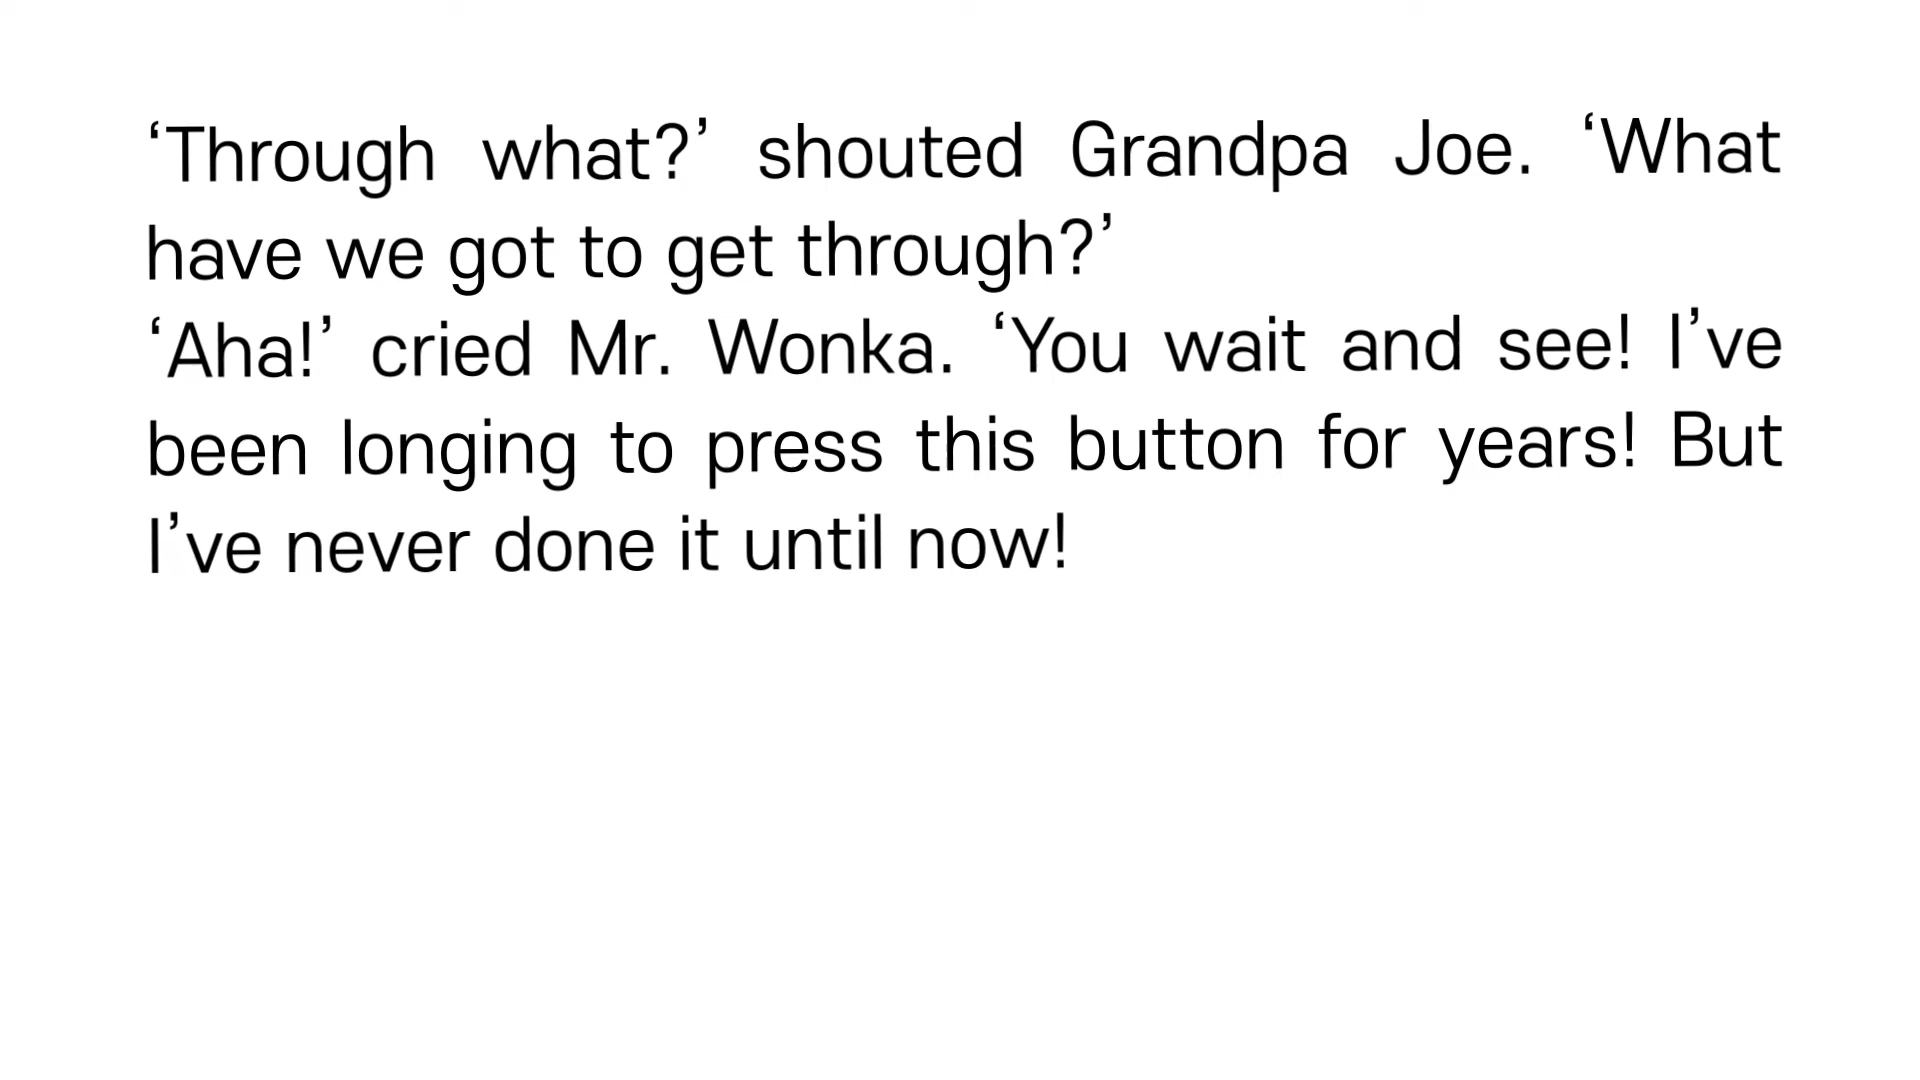 ‘Through what?’ shouted Grandpa Joe. ‘What
have we got to get through?’
‘Aha!’ cried Mr. Wonka. ‘You wait and see! I’ve
been longing to press this button for years! But
I’ve never done it until now!